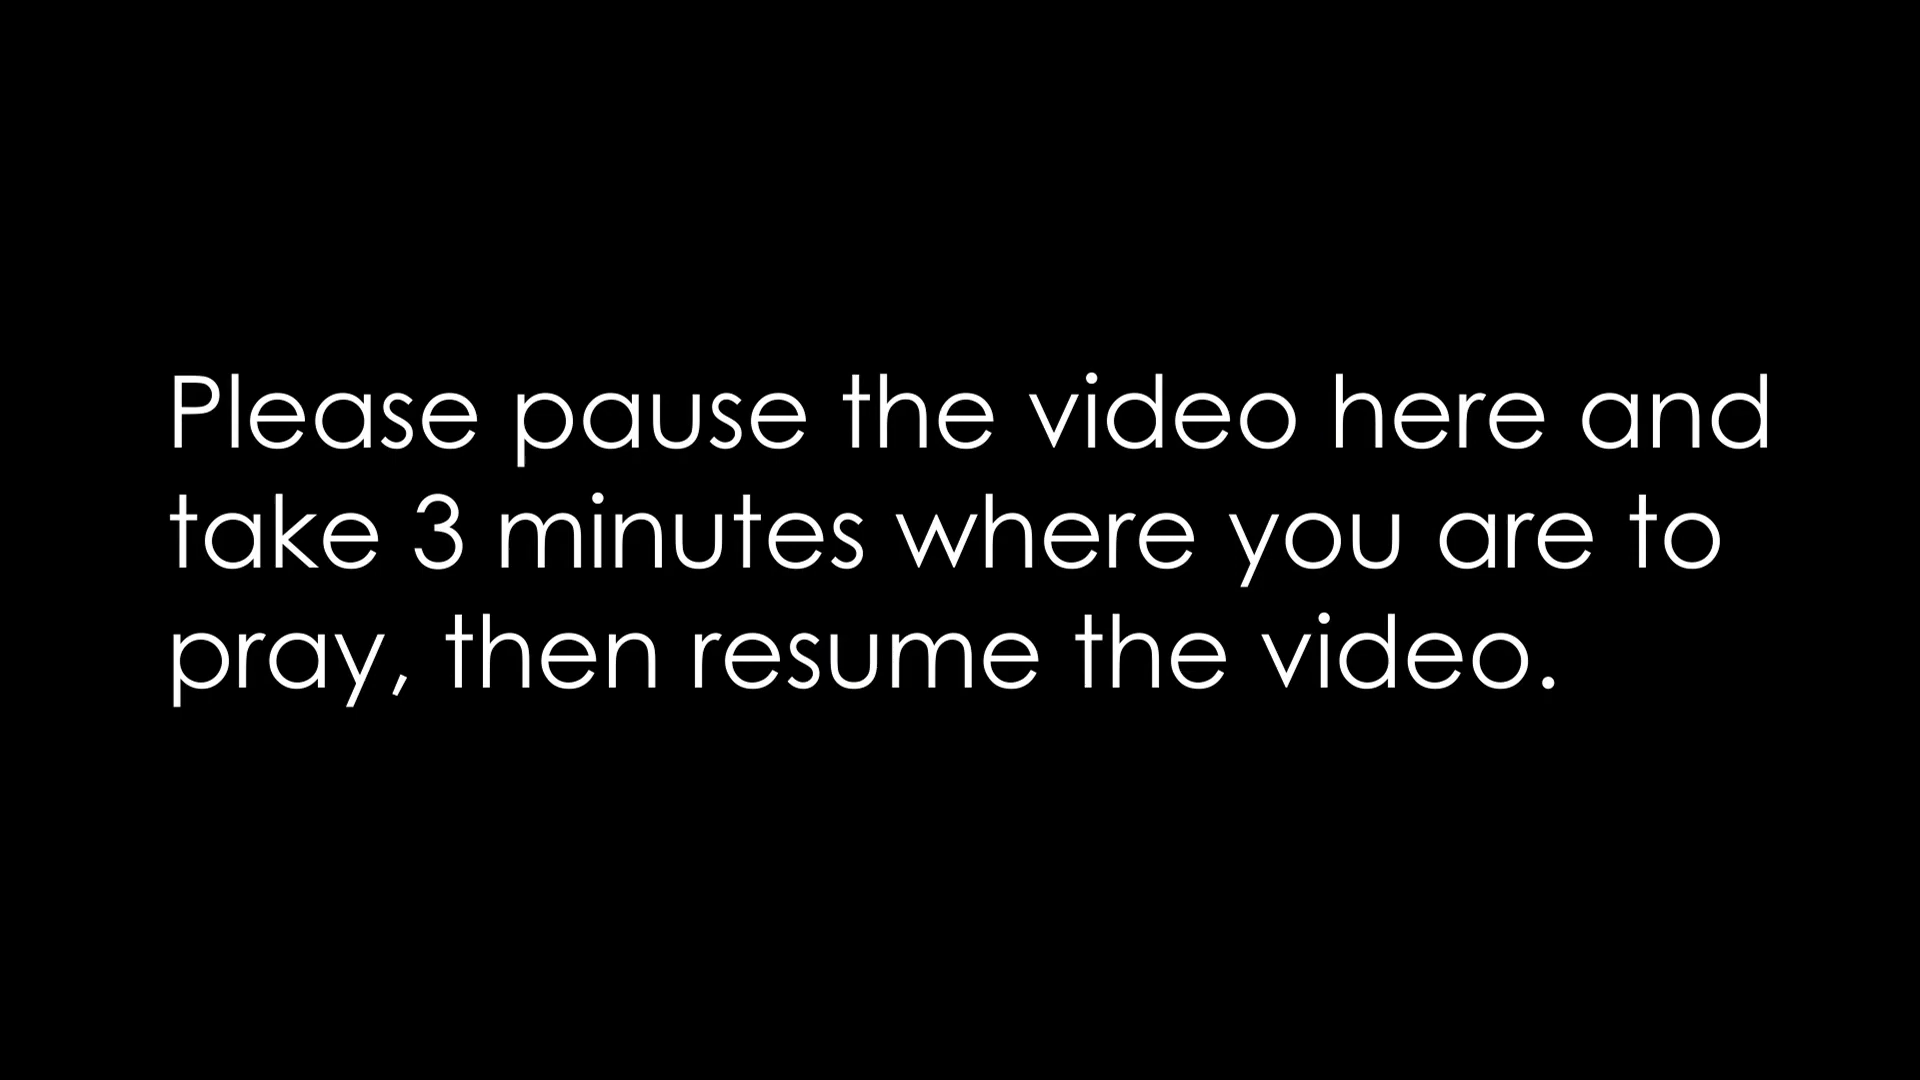 Please pause the video here and
take 3 minutes where you are to
pray, then resume the video.